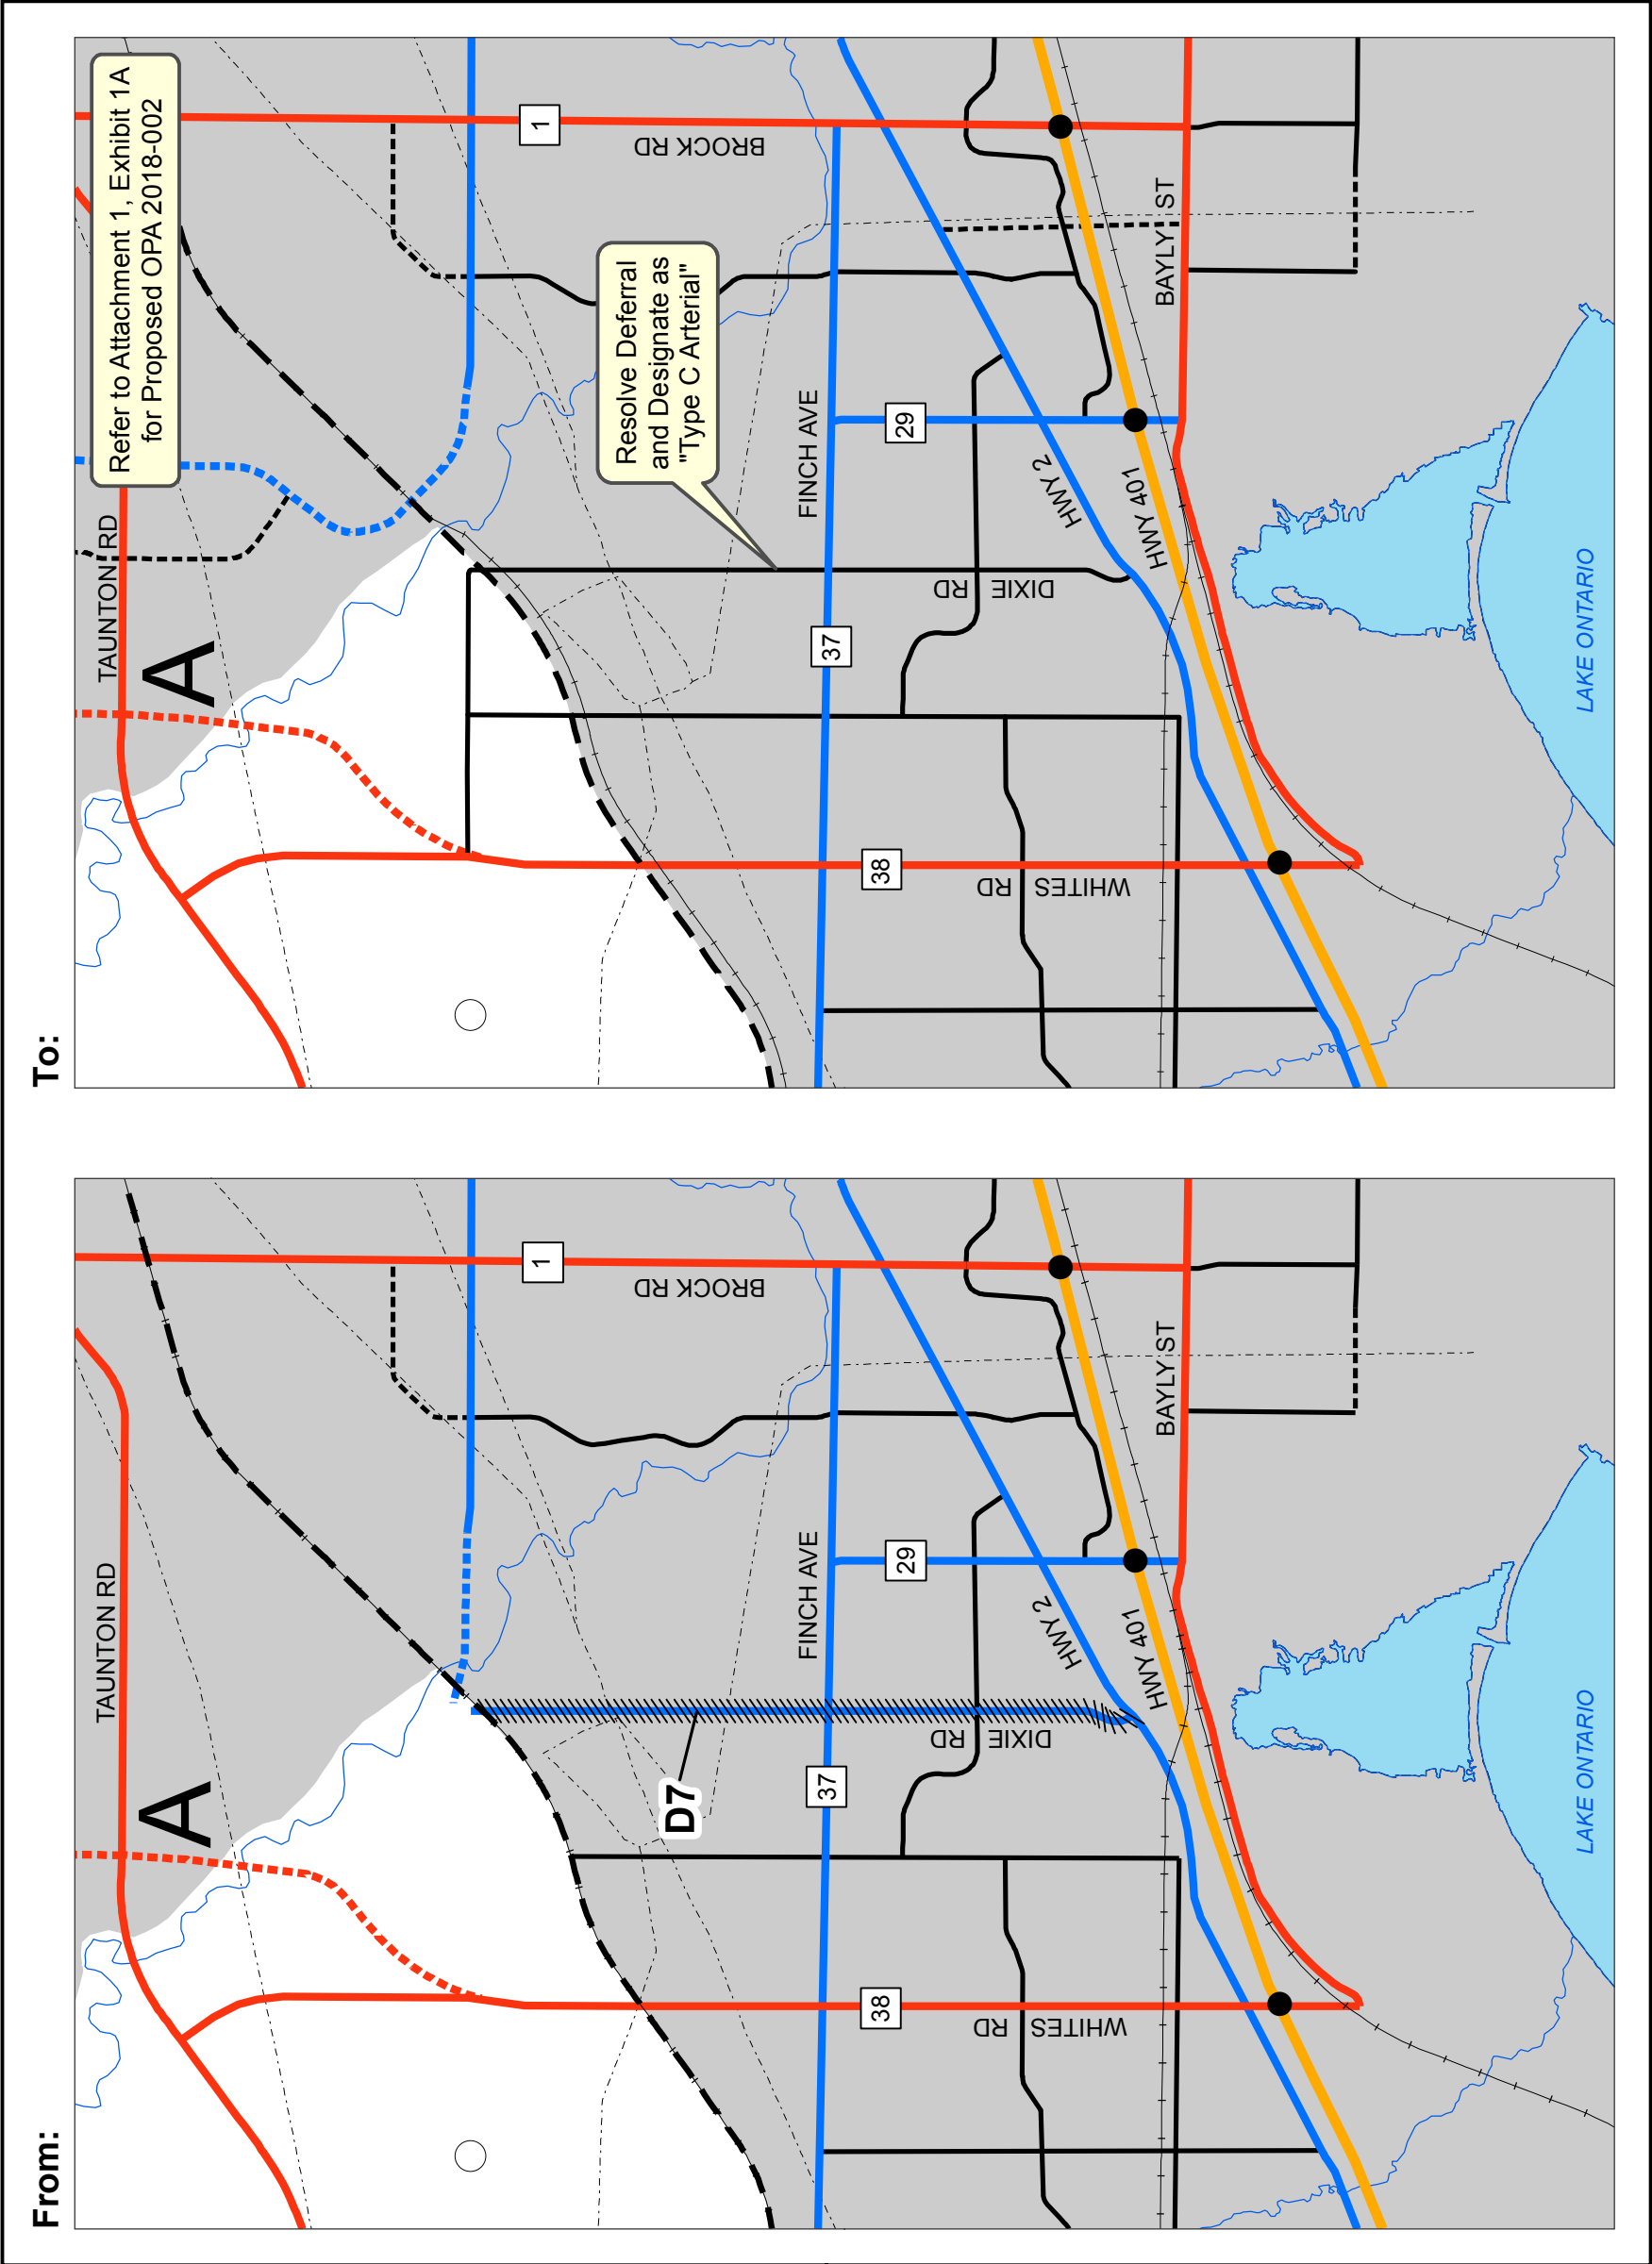 From:
TAUNTON RD
A
BROCK RD
1
D7
FINCH AVE
29
37
38
DIXIE RD
WHITES RD
HWY 2
HWY 401
BAYLY ST
LAKE ONTARIO
To:
Refer to Attachment 1, Exhibit 1A
for Proposed OPA 2018-002
TAUNTON RD
A
1
BROCK RD
Resolve Deferral
and Designate as
"Type C Arterial"
FINCH AVE
29
37
38
DIXIE RD
WHITES RD
HWY 2
HWY 401
BAYLY ST
LAKE ONTARIO